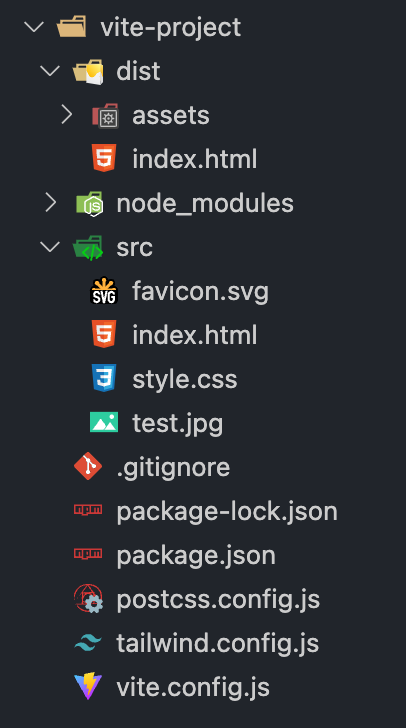 vite-project
dist
assets
index.html
node_modules
src
favicon.svg
index.html
style.css
test.jpg
.gitignore
package-lock.json
package.json
postcss.config.js
tailwind.config.js
vite.config.js